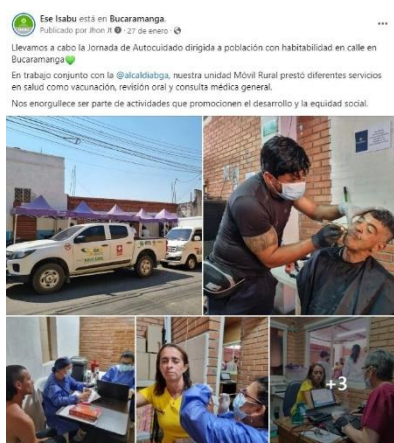 Ese Isabu está en Bucaramanga.
Publicado por Jhon Jt · 27 de enero ·
Llevamos a cabo la Jornada de Autocuidado dirigida a población con habitabilidad en calle en
Bucaramanga💚
En trabajo conjunto con la @alcaldiabga, nuestra unidad Móvil Rural prestó diferentes servicios
en salud como vacunación, revisión oral y consulta médica general.
Nos enorgullece ser parte de actividades que promocionen el desarrollo y la equidad social.
+3